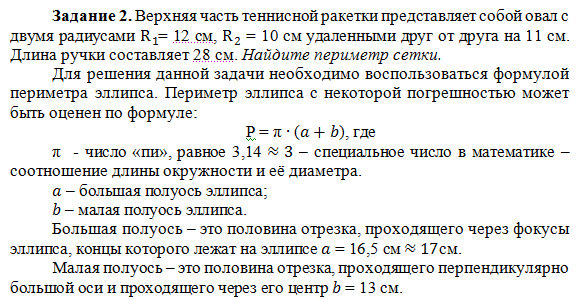 Задание 2. Верхняя часть теннисной ракетки представляет собой овал с
двумя радиусами R₁= 12 см, R₂ = 10 см удаленными друг от друга на 11 см.
Длина ручки составляет 28 см. Найдите периметр сетки.
Для решения данной задачи необходимо воспользоваться формулой
периметра эллипса. Периметр эллипса с некоторой погрешностью может
быть оценен по формуле:
P = π · (a + b), где
π - число «пи», равное 3,14 ≈ 3 – специальное число в математике –
соотношение длины окружности и её диаметра.
a – большая полуось эллипса;
b – малая полуось эллипса.
Большая полуось – это половина отрезка, проходящего через фокусы
эллипса, концы которого лежат на эллипсе a = 16,5 см ≈ 17см.
Малая полуось – это половина отрезка, проходящего перпендикулярно
большой оси и проходящего через его центр b = 13 см.